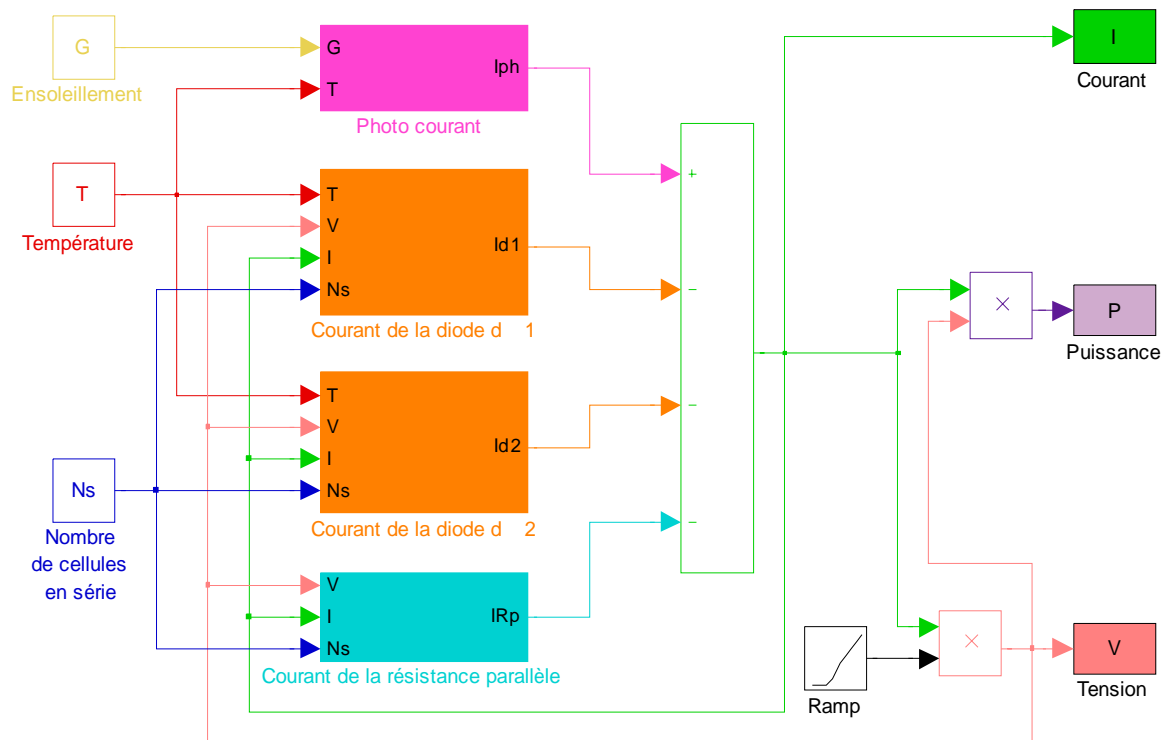 G
Ensoleillement
G
T
Iph
Photo courant
I
Courant
T
Température
T
V
I
Ns
Id1
Courant de la diode d 1
+
−
−
−
×
P
Puissance
T
V
I
Ns
Id2
Courant de la diode d 2
Ns
Nombre
de cellules
en série
V
I
Ns
IRp
Courant de la résistance parallèle
Ramp
×
V
Tension